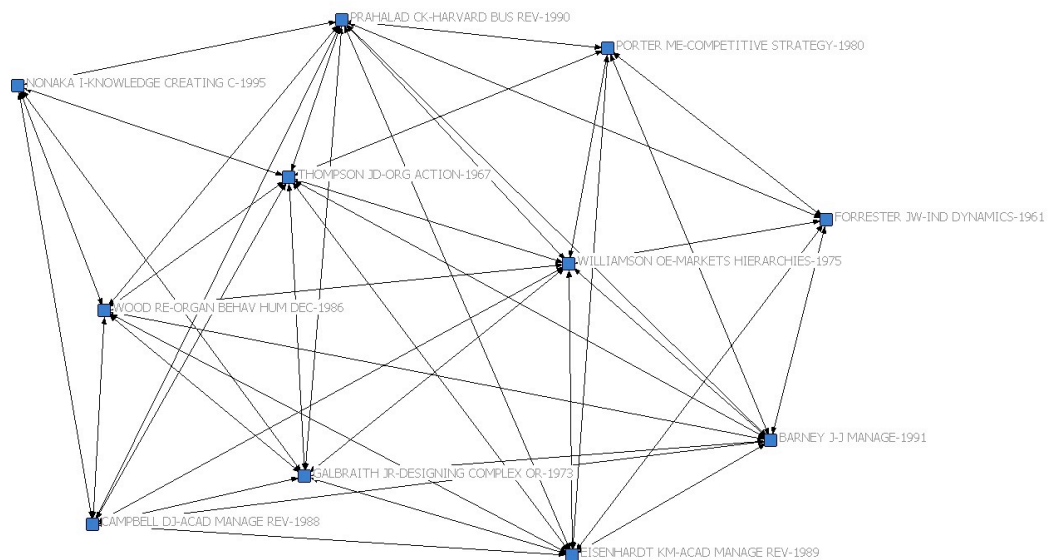 PRAHALAD CK-HARVARD BUS REV-1990
PORTER ME-COMPETITIVE STRATEGY-1980
NONAKA I-KNOWLEDGE CREATING C-1995
THOMPSON JD-ORG ACTION-1967
FORRESTER JW-IND DYNAMICS-1961
WILLIAMSON OE-MARKETS HIERARCHIES-1975
WOOD RE-ORGAN BEHAV HUM DEC-1986
BARNEY J-J MANAGE-1991
GALBRAITH JR-DESIGNING COMPLEX OR-1973
CAMPBELL DJ-ACAD MANAGE REV-1988
EISENHARDT KM-ACAD MANAGE REV-1989